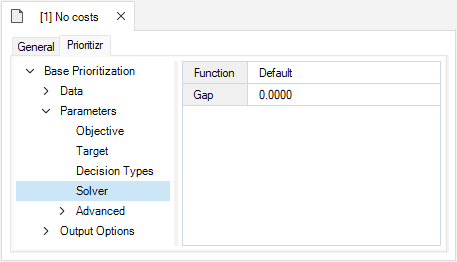 [1] No costs
General Prioritizr
Base Prioritization
Data
Parameters
Objective
Target
Decision Types
Solver
Advanced
Output Options
Function Default
Gap 0.0000